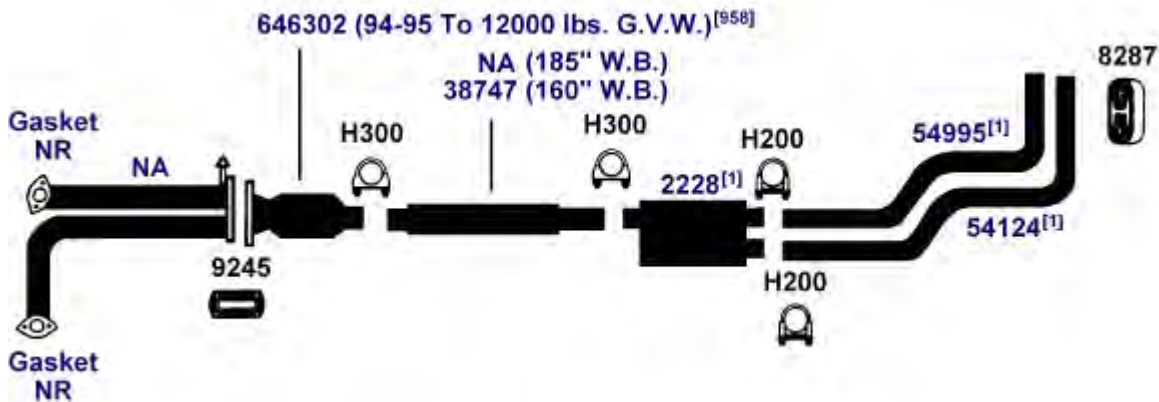 646302 (94-95 To 12000 lbs. G.V.W.)[958]
NA (185" W.B.)
38747 (160" W.B.)
8287
Gasket
NR
NA
H300
H300
H200
54995[1]
2228[1]
54124[1]
9245
H200
Gasket
NR